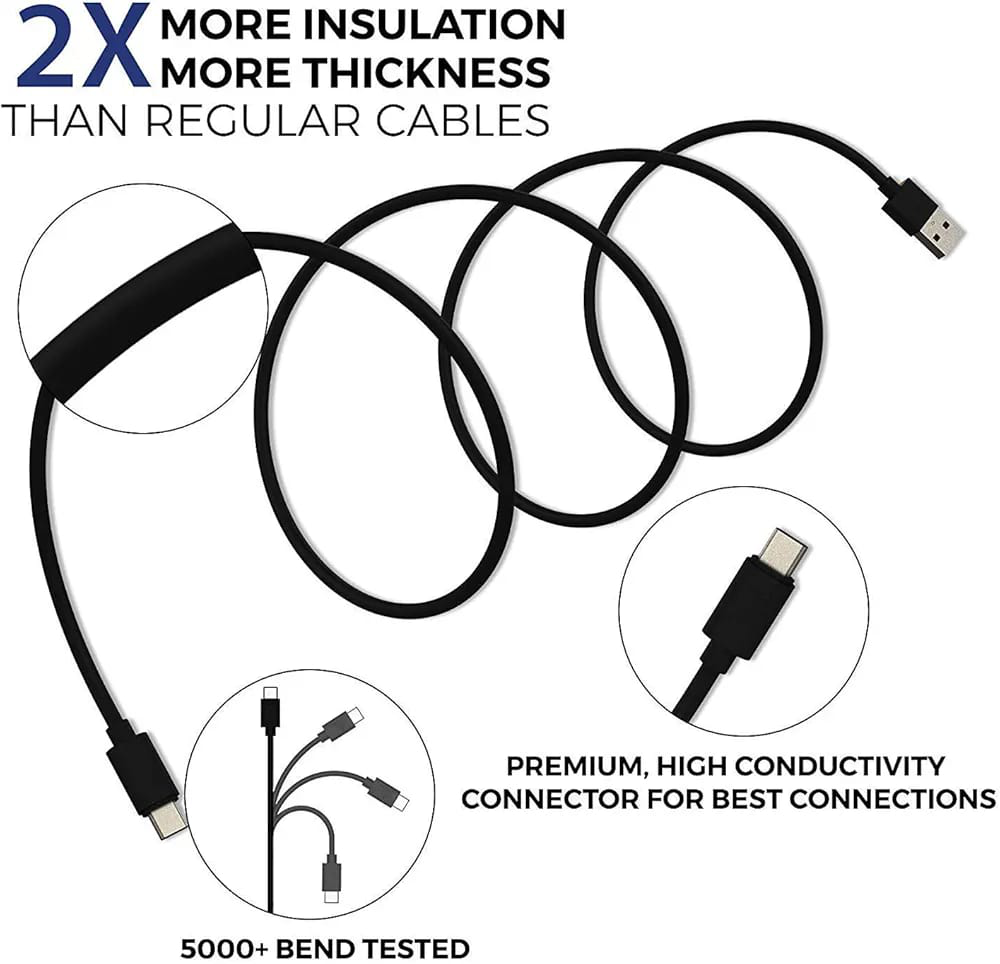 2X MORE INSULATION
MORE THICKNESS
THAN REGULAR CABLES
PREMIUM, HIGH CONDUCTIVITY
CONNECTOR FOR BEST CONNECTIONS
5000+ BEND TESTED